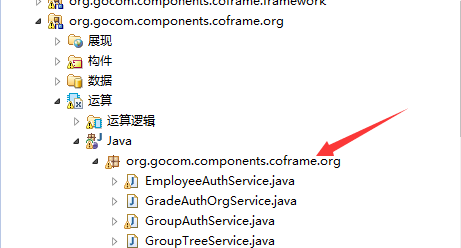 org.gocom.components.coframe.framework
org.gocom.components.coframe.org
展现
构件
数据
运算
运算逻辑
Java
org.gocom.components.coframe.org
EmployeeAuthService.java
GradeAuthOrgService.java
GroupAuthService.java
GroupTreeService.java